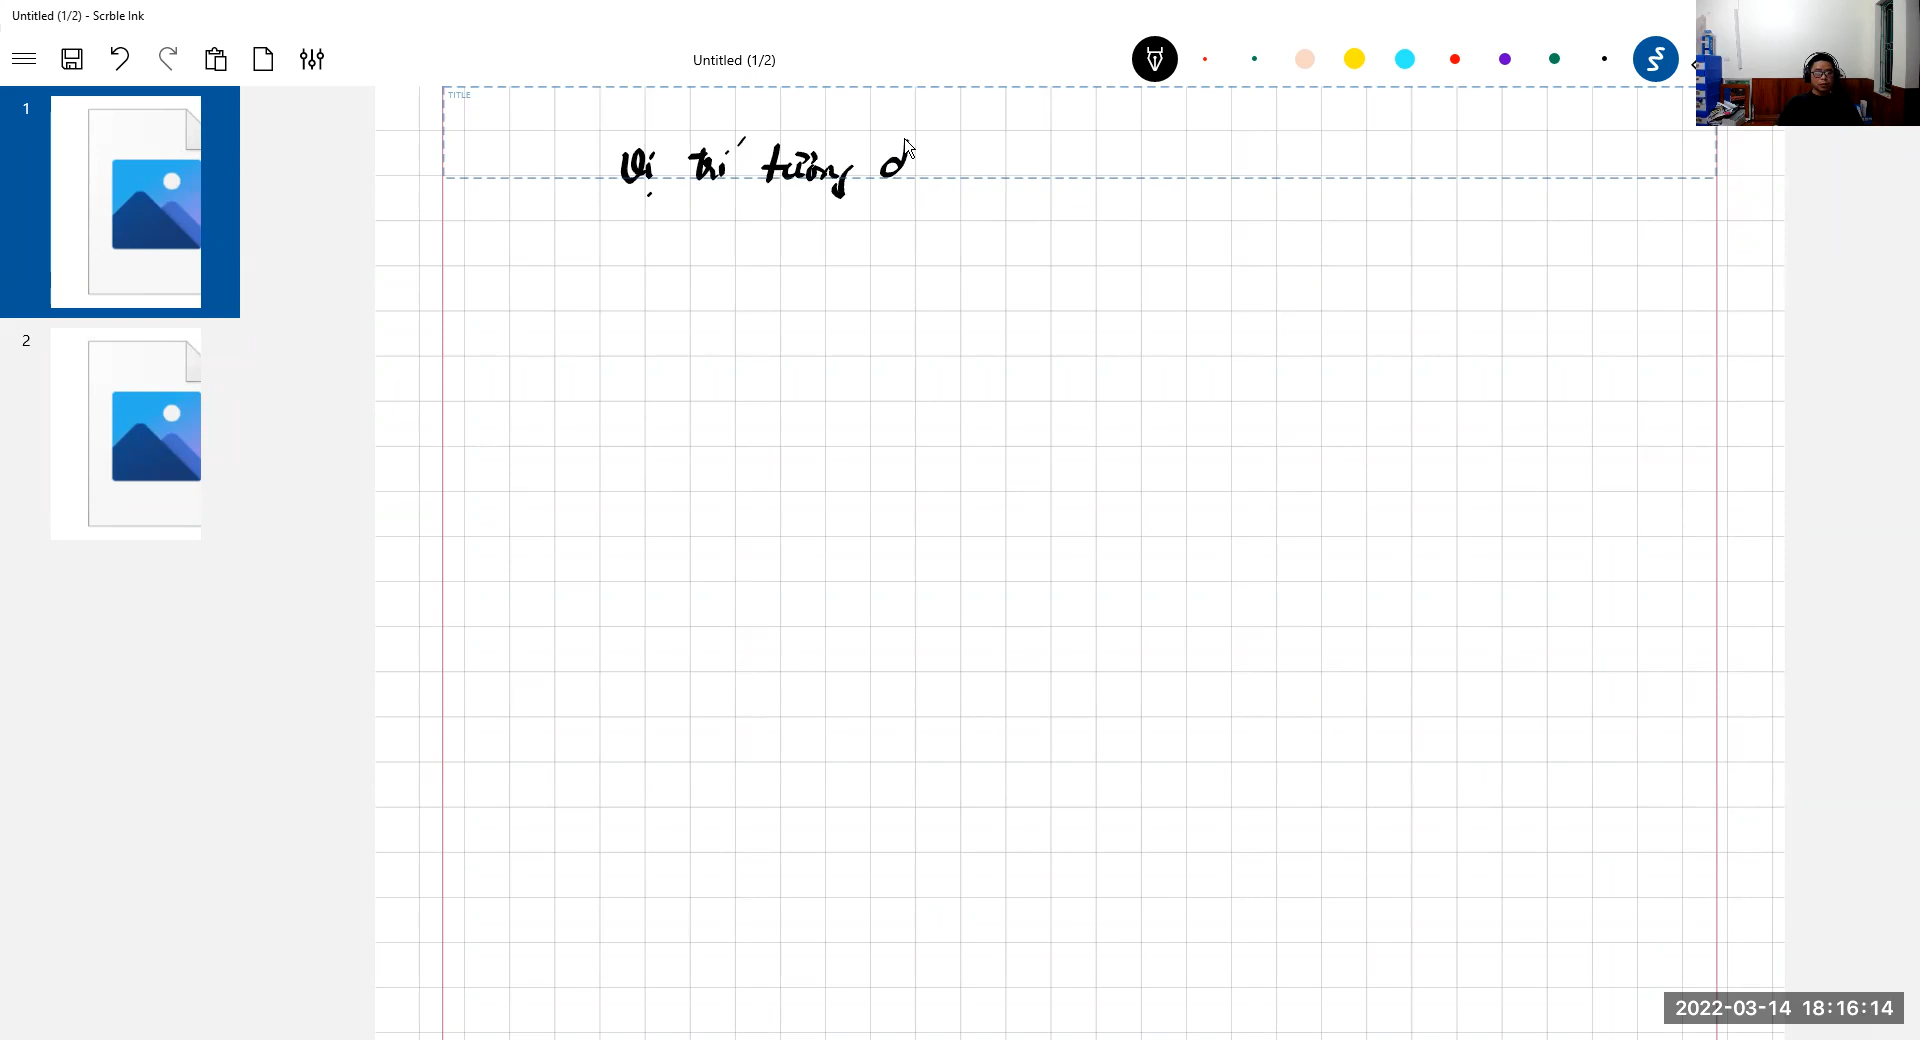 Untitled (1/2) - Scrble Ink
Untitled (1/2)
1
TITLE
Vị trí tương đ
2
2022-03-14 18:16:14